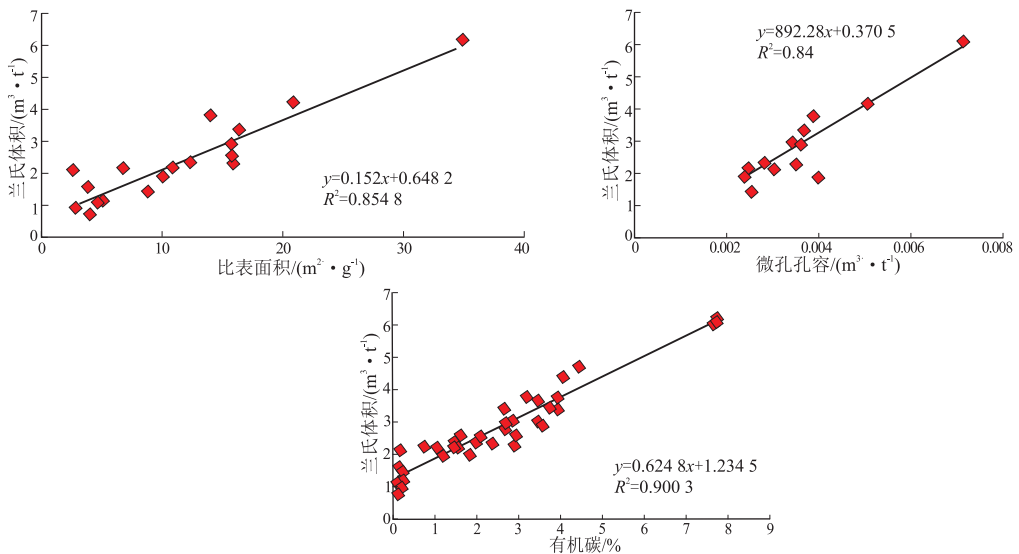 7
6
5
4
3
2
1
0
兰氏体积/(m³·t⁻¹)
y=0.152x+0.648 2
R²=0.854 8
0 10 20 30 40
比表面积/(m²·g⁻¹)
7
6
5
4
3
2
1
0
兰氏体积/(m³·t⁻¹)
y=892.28x+0.370 5
R²=0.84
0 0.002 0.004 0.006 0.008
微孔孔容/(m³·t⁻¹)
7
6
5
4
3
2
1
0
兰氏体积/(m³·t⁻¹)
y=0.624 8x+1.234 5
R²=0.900 3
0 1 2 3 4 5 6 7 8 9
有机碳/%